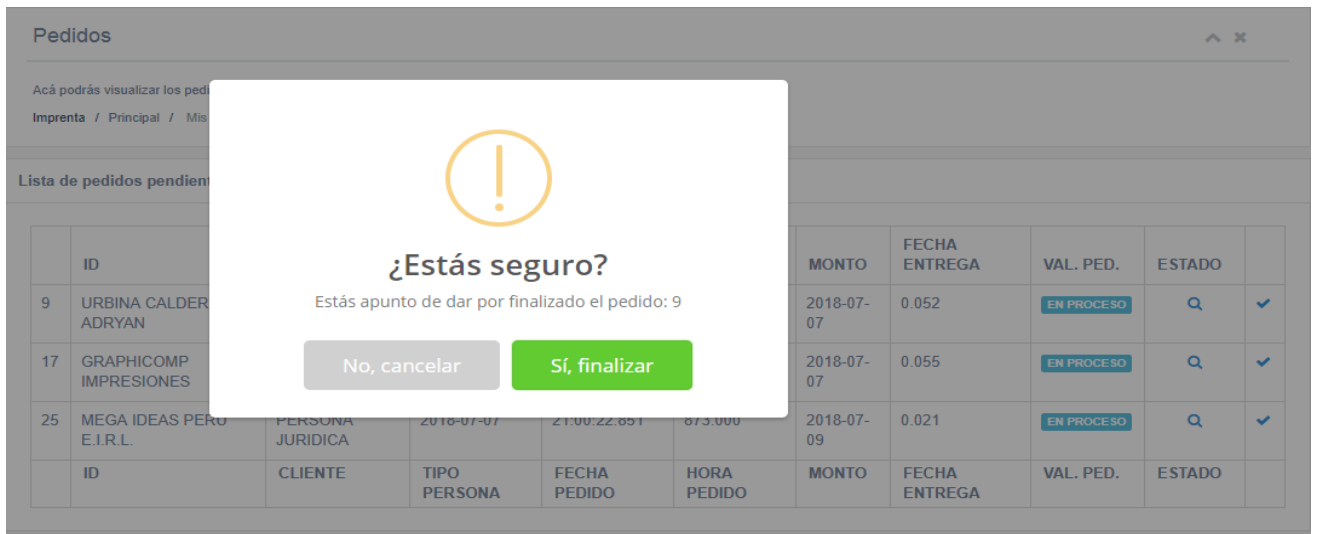 Pedidos
Acá podrás visualizar los pedi
Imprenta / Principal / Mis
Lista de pedidos pendient
¿Estás seguro?
Estás apunto de dar por finalizado el pedido: 9
No, cancelar
Sí, finalizar
ID MONTO FECHA ENTREGA VAL. PED. ESTADO
9 URBINA CALDER 2018-07- 0.052 EN PROCESO
ADRYAN 07
17 GRAPHICOMP 2018-07- 0.055 EN PROCESO
IMPRESIONES 07
25 MEGA IDEAS PERU PERSONA 2018-07-07 21:00:22.851 873.000 2018-07- 0.021 EN PROCESO
E.I.R.L. JURIDICA 09
ID CLIENTE TIPO FECHA HORA MONTO FECHA VAL. PED. ESTADO
PERSONA PEDIDO PEDIDO ENTREGA